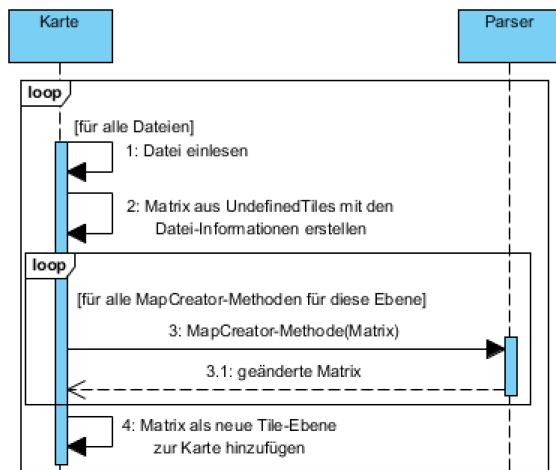 Karte
Parser
loop
[für alle Dateien]
1: Datei einlesen
2: Matrix aus UndefinedTiles mit den
Datei-Informationen erstellen
loop
[für alle MapCreator-Methoden für diese Ebene]
3: MapCreator-Methode(Matrix)
3.1: geänderte Matrix
4: Matrix als neue Tile-Ebene
zur Karte hinzufügen